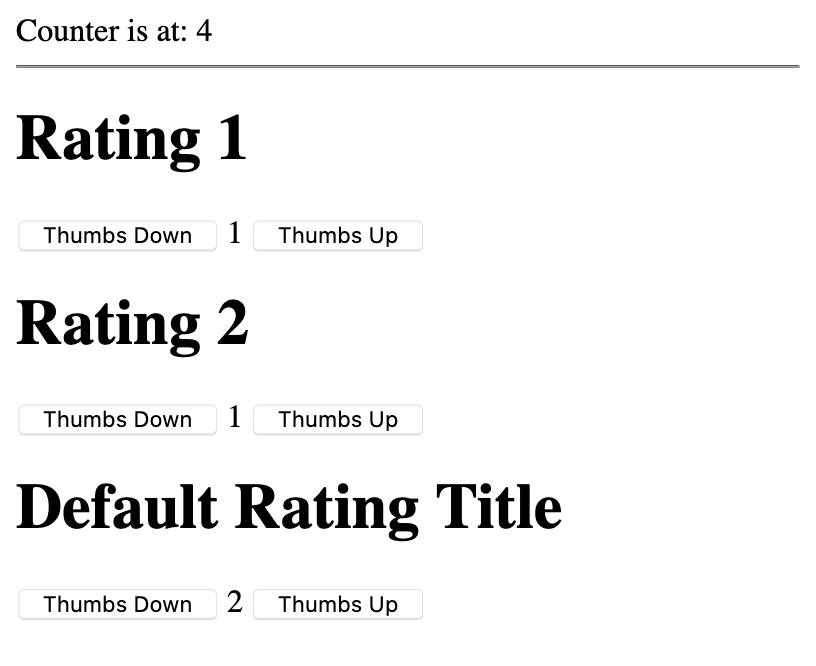 Counter is at: 4
Rating 1
Thumbs Down 1 Thumbs Up
Rating 2
Thumbs Down 1 Thumbs Up
Default Rating Title
Thumbs Down 2 Thumbs Up